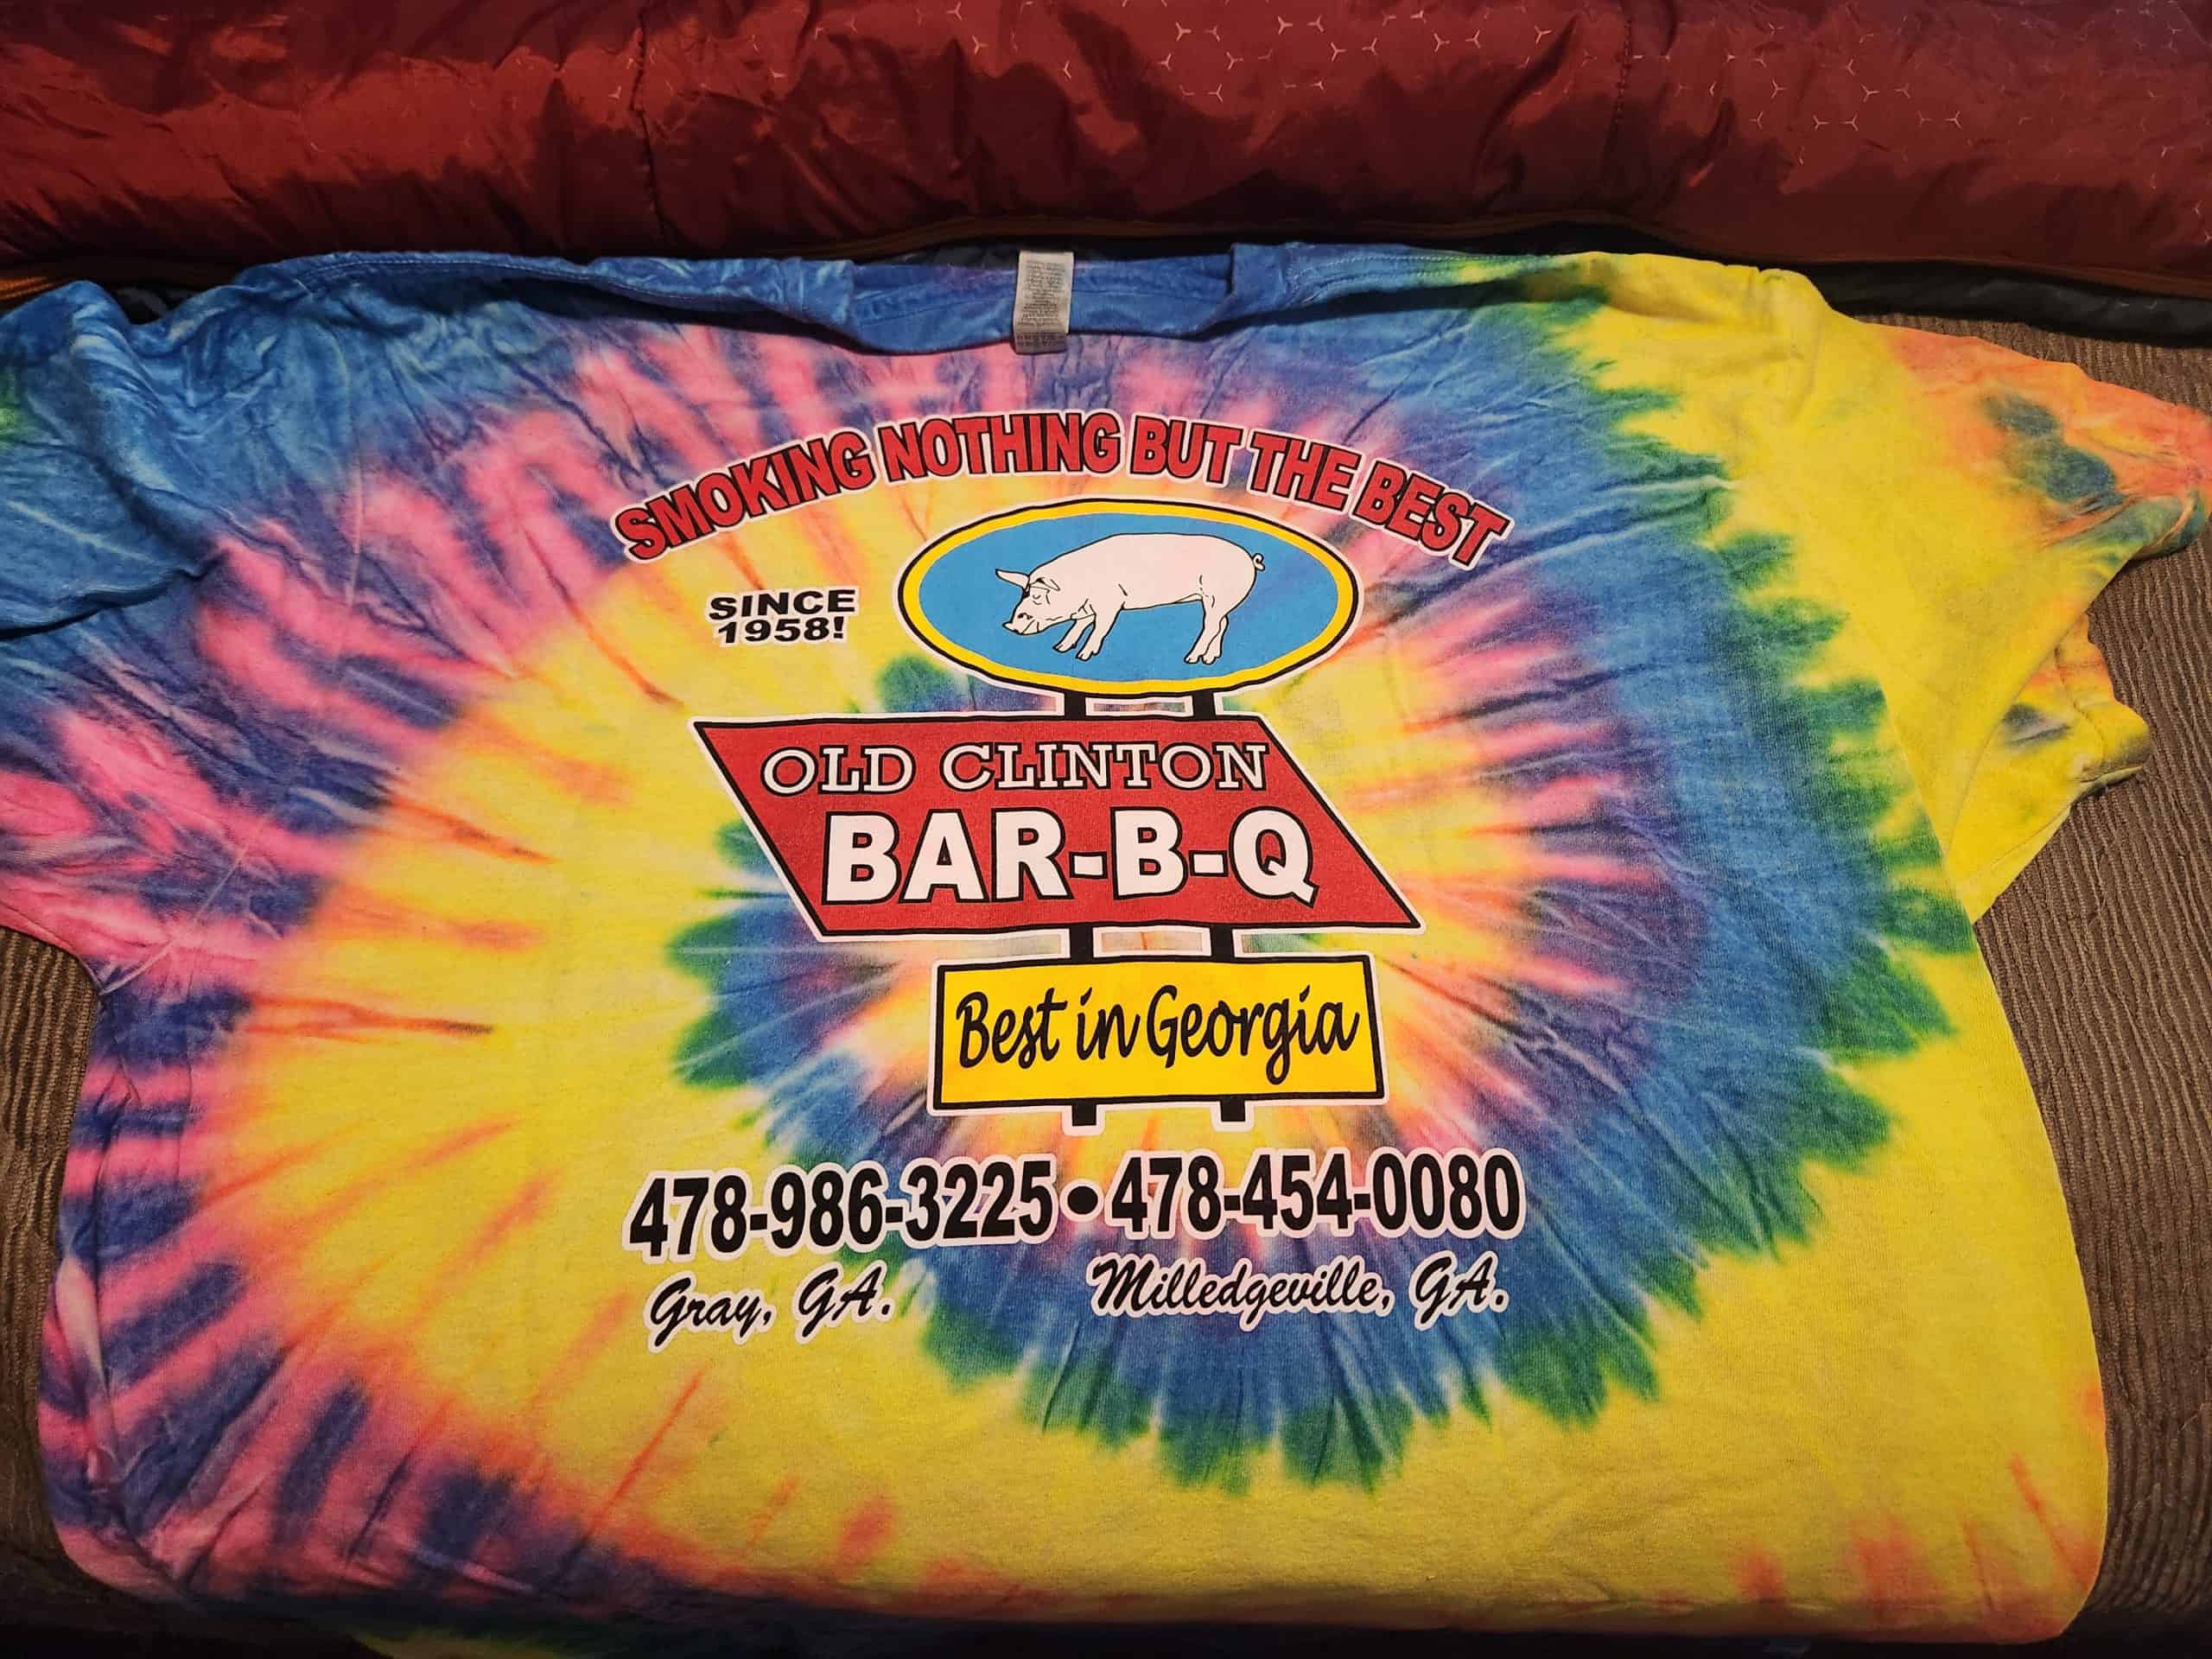 SMOKING NOTHING BUT THE BEST
SINCE
1958!
OLD CLINTON
BAR-B-Q
Best in Georgia
478-986-3225 • 478-454-0080
Gray, GA. Milledgeville, GA.